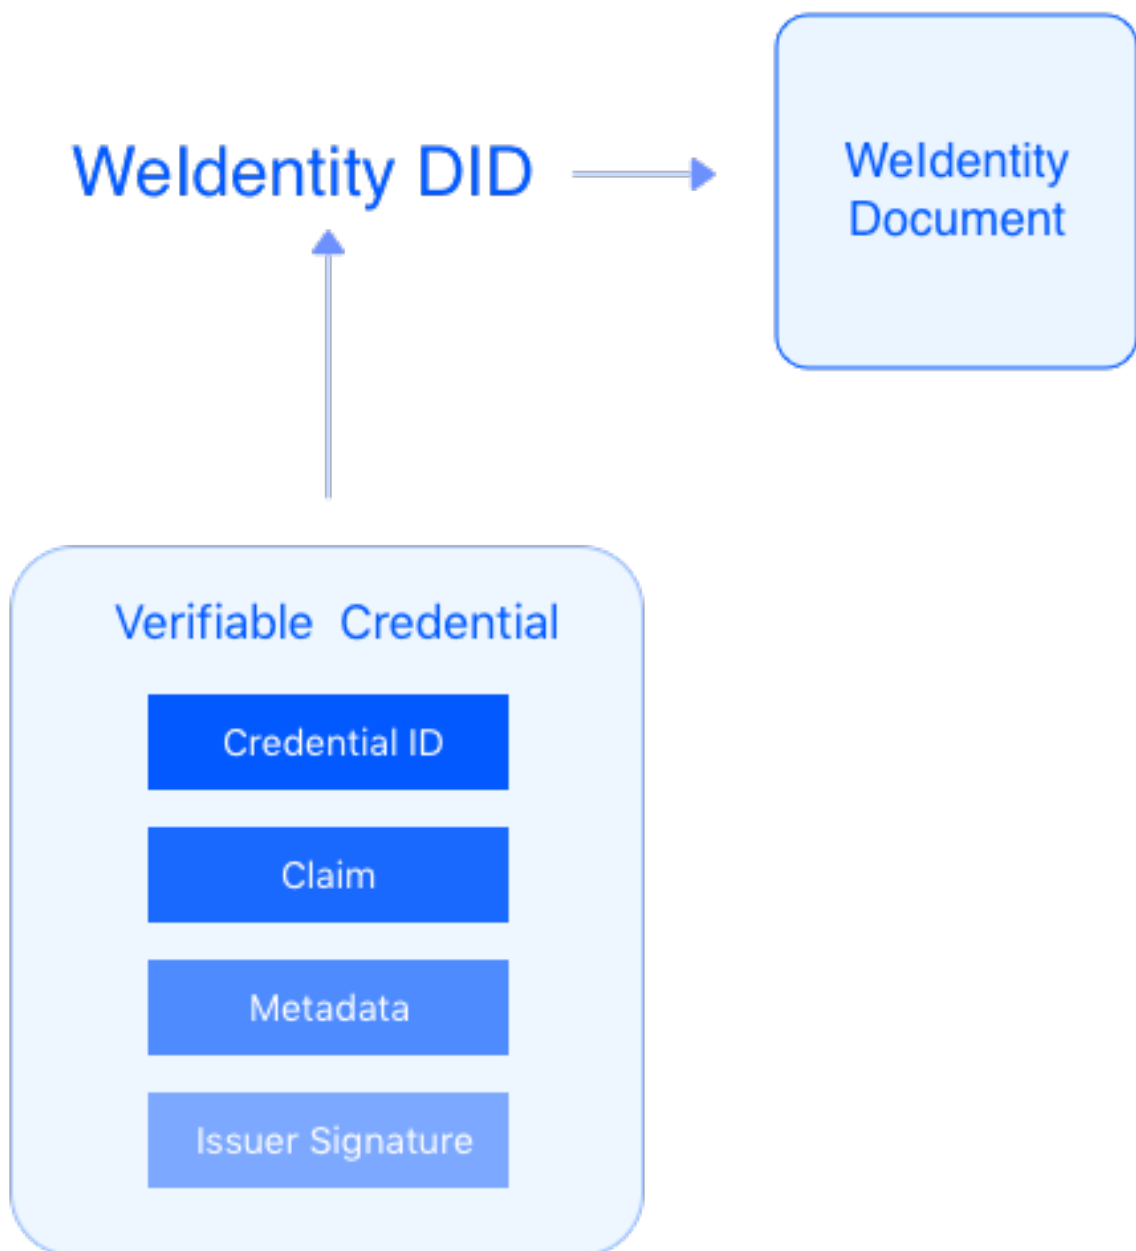 WeIdentity DID
WeIdentity
Document
Verifiable Credential
Credential ID
Claim
Metadata
Issuer Signature